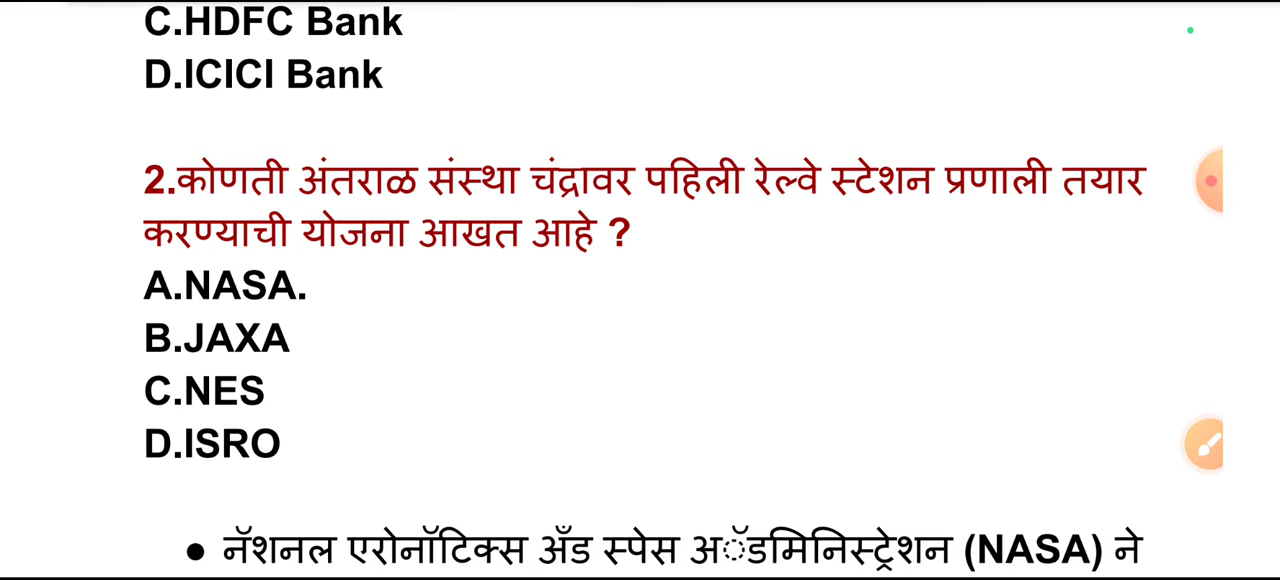 C.HDFC Bank
D.ICICI Bank
2.कोणती अंतराळ संस्था चंद्रावर पहिली रेल्वे स्टेशन प्रणाली तयार
करण्याची योजना आखत आहे ?
A.NASA.
B.JAXA
C.NES
D.ISRO
● नॅशनल एरोनॉटिक्स अँड स्पेस अॅडमिनिस्ट्रेशन (NASA) ने